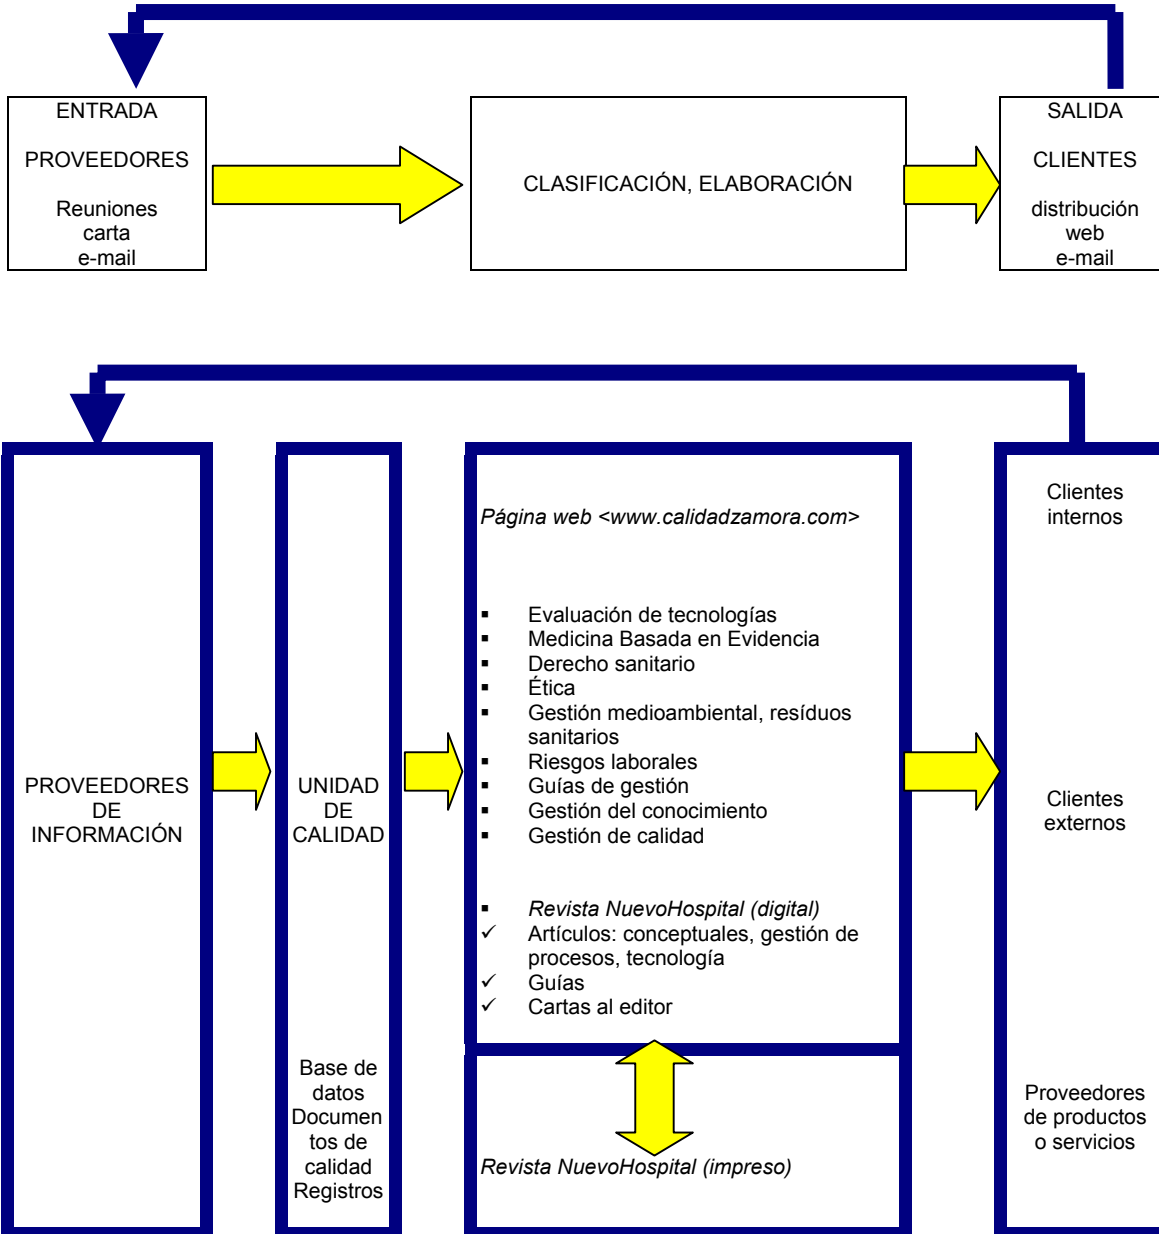 ENTRADA
PROVEEDORES
Reuniones
carta
e-mail
CLASIFICACIÓN, ELABORACIÓN
SALIDA
CLIENTES
distribución
web
e-mail
PROVEEDORES
DE
INFORMACIÓN
UNIDAD
DE
CALIDAD
Base de
datos
Documen
tos de
calidad
Registros
Página web <www.calidadzamora.com>
▪ Evaluación de tecnologías
▪ Medicina Basada en Evidencia
▪ Derecho sanitario
▪ Ética
▪ Gestión medioambiental, resíduos
sanitarios
▪ Riesgos laborales
▪ Guías de gestión
▪ Gestión del conocimiento
▪ Gestión de calidad
▪ Revista NuevoHospital (digital)
✓ Artículos: conceptuales, gestión de
procesos, tecnología
✓ Guías
✓ Cartas al editor
Revista NuevoHospital (impreso)
Clientes
internos
Clientes
externos
Proveedores
de productos
o servicios